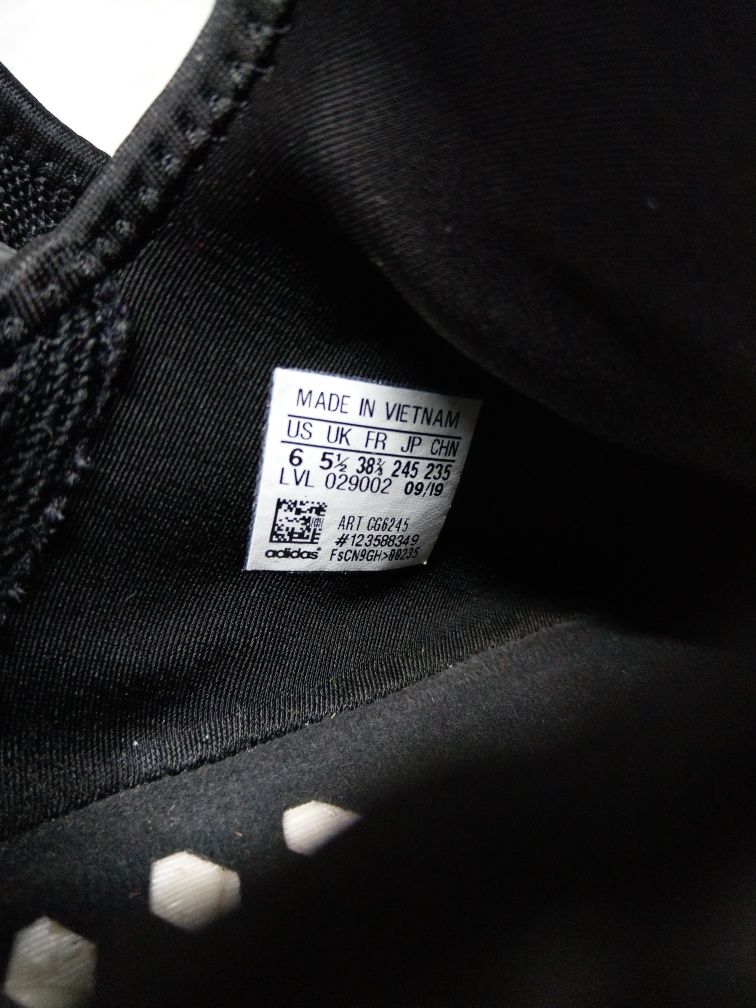 MADE IN VIETNAM
US UK FR JP CHN
6 5½ 38⅔ 245 235
LVL 029002 09/19
ART CG6245
#123588349
adidas® FsCN9GH>00235